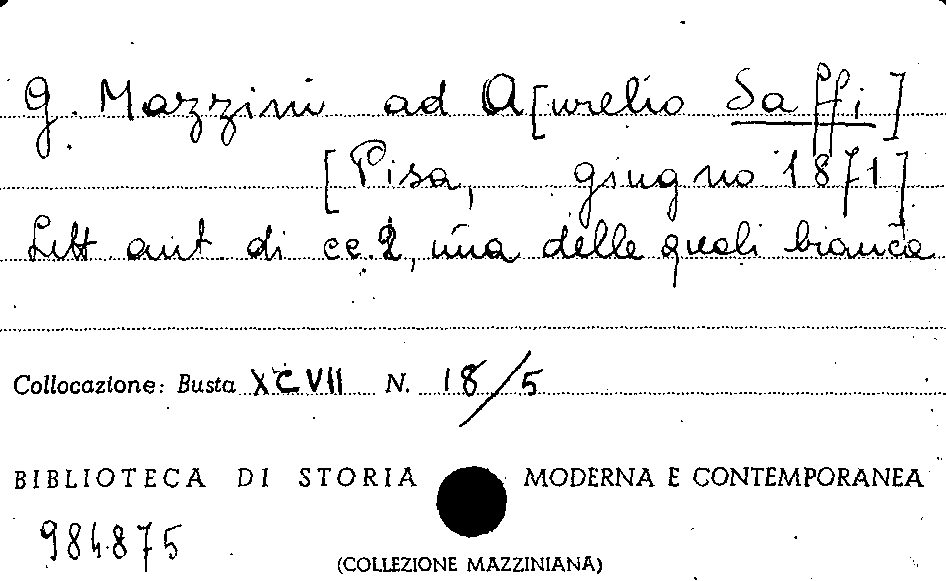 G. Mazzini ad A[urelio Saffi]
[Pisa, giugno 1871]
Lett. aut. di cc. 2, una delle quali bianca
Collocazione: Busta XCVII N. 18/5
BIBLIOTECA DI STORIA MODERNA E CONTEMPORANEA
984875
(COLLEZIONE MAZZINIANA)